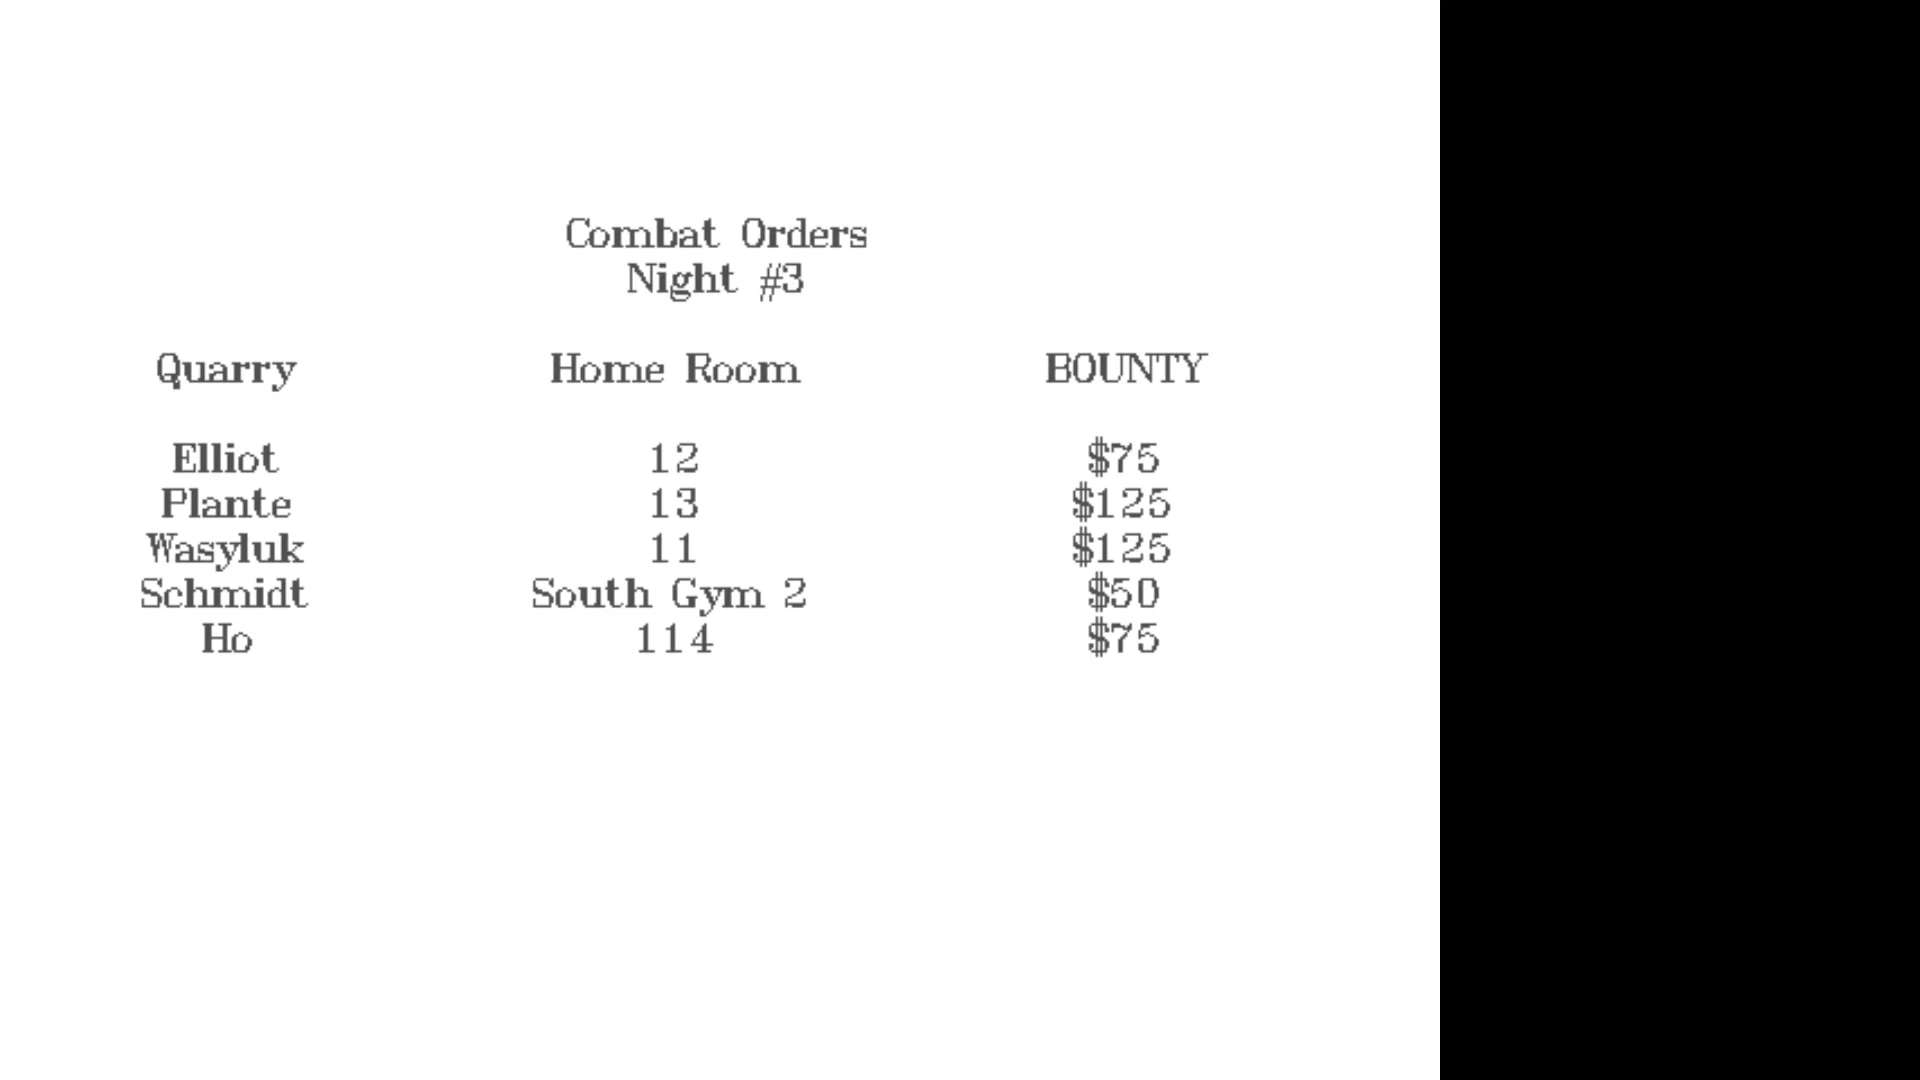 Combat Orders
Night #3
Quarry Home Room BOUNTY
Elliot 12 $75
Plante 13 $125
Wasyluk 11 $125
Schmidt South Gym 2 $50
Ho 114 $75